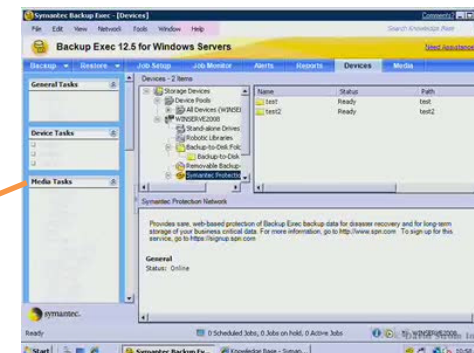 Symantec Backup Exec - [Devices]
Comments?
File Edit View Network Tools Window Help
Search Knowledge Base
Backup Exec 12.5 for Windows Servers
Need Assistance
Backup Restore Job Setup Job Monitor Alerts Reports Devices Media
General Tasks
Device Tasks
Media Tasks
Devices - 2 Items
Storage Devices
Device Pools
All Devices (WINSE
WINSERVE2008
Stand-alone Drives
Robotic Libraries
Backup-to-Disk Fol
Backup-to-Disk
Removable Backup-
Symantec Protectio
Name Status Path
test Ready test
test2 Ready test2
Symantec Protection Network
Provides safe, web-based protection of Backup Exec backup data for disaster recovery and for long-term
storage of your business critical data. For more information, go to http://www.spn.com To sign up for this
service, go to https://signup.spn.com
General
Status: Online
symantec.
Ready
0 Scheduled Jobs, 0 Jobs on hold, 0 Active Jobs
Start
Symantec Backup Ex...
Knowledge Base - Syman...